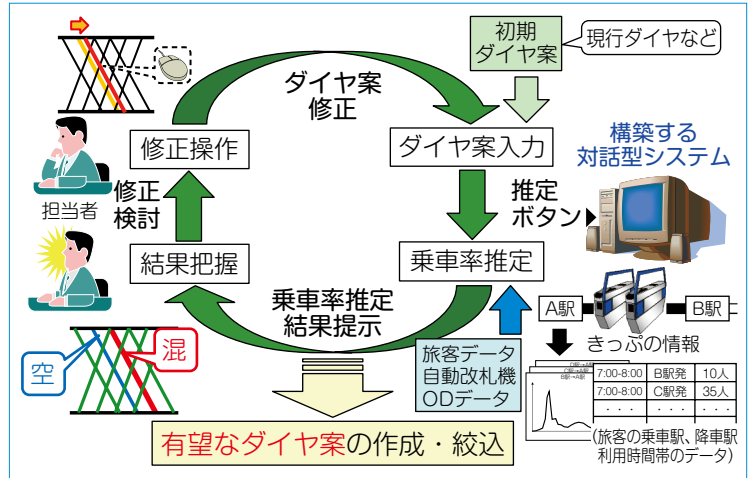 初期
ダイヤ案
現行ダイヤなど
ダイヤ案
修正
修正操作
ダイヤ案入力
構築する
対話型システム
担当者
修正
検討
推定
ボタン
結果把握
乗車率推定
乗車率推定
結果提示
A駅
B駅
きっぷの情報
空
混
旅客データ
自動改札機
ODデータ
B駅→A駅
7:00-8:00 B駅発 10人
7:00-8:00 C駅発 35人
・・・ ・・・ ・・・
(旅客の乗車駅、降車駅
利用時間帯のデータ)
有望なダイヤ案の作成・絞込